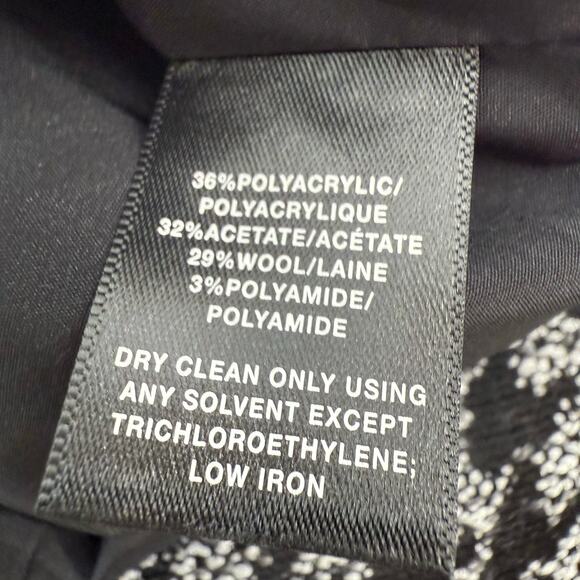 36%POLYACRYLIC/
POLYACRYLIQUE
32%ACETATE/ACÉTATE
29%WOOL/LAINE
3%POLYAMIDE/
POLYAMIDE
DRY CLEAN ONLY USING
ANY SOLVENT EXCEPT
TRICHLOROETHYLENE;
LOW IRON